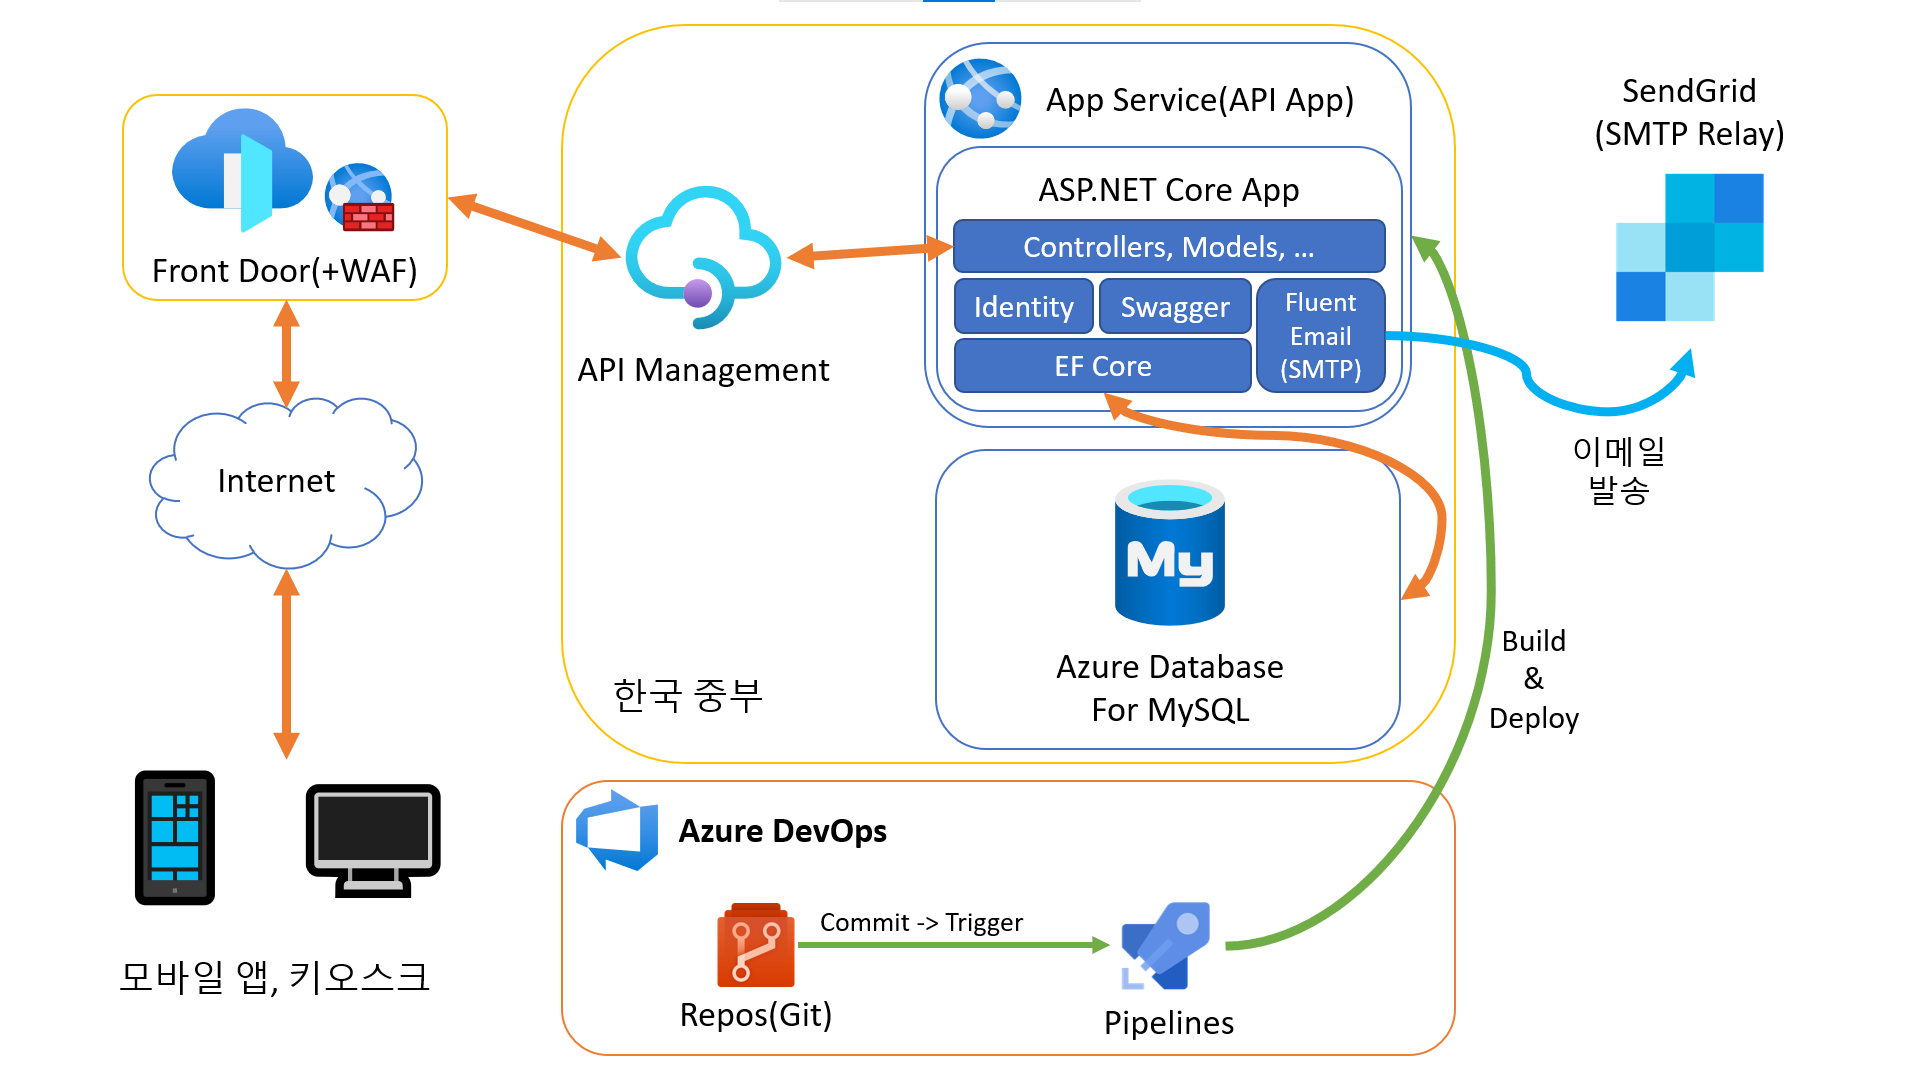 Front Door(+WAF)
Internet
모바일 앱, 키오스크
API Management
한국 중부
App Service(API App)
ASP.NET Core App
Controllers, Models, ...
Identity
Swagger
Fluent
Email
(SMTP)
EF Core
My
Azure Database
For MySQL
SendGrid
(SMTP Relay)
이메일
발송
Build
&
Deploy
Azure DevOps
Commit -> Trigger
Repos(Git)
Pipelines